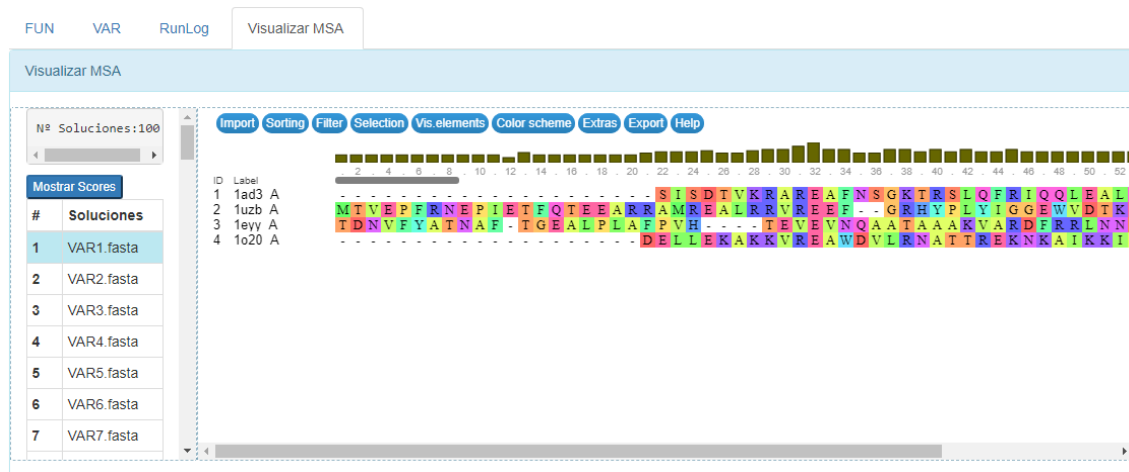 FUN VAR RunLog Visualizar MSA
Visualizar MSA
Nº Soluciones:100
Import Sorting Filter Selection Vis.elements Color scheme Extras Export Help
Mostrar Scores
# Soluciones
1 VAR1.fasta
2 VAR2.fasta
3 VAR3.fasta
4 VAR4.fasta
5 VAR5.fasta
6 VAR6.fasta
7 VAR7.fasta
. 2 . 4 . 6 . 8 . 10 . 12 . 14 . 16 . 18 . 20 . 22 . 24 . 26 . 28 . 30 . 32 . 34 . 36 . 38 . 40 . 42 . 44 . 46 . 48 . 50 . 52
ID Label
1 1ad3 A - - - - - - - - - - - - - - - - - - - - - S I S D T V K R A R E A F N S G K T R S L Q F R I Q Q L E A L
2 1uzb A M T V E P F R N E P I E T F Q T E E A R R A M R E A L R R V R E E F - - G R H Y P L Y I G G E W V D T K
3 1eyy A T D N V F Y A T N A F - T G E A L P L A F P V H - - - - T E V E V N Q A A T A A A K V A R D F R R L N N
4 1o20 A - - - - - - - - - - - - - - - - - - - - D E L L E K A K K V R E A W D V L R N A T T R E K N K A I K K I